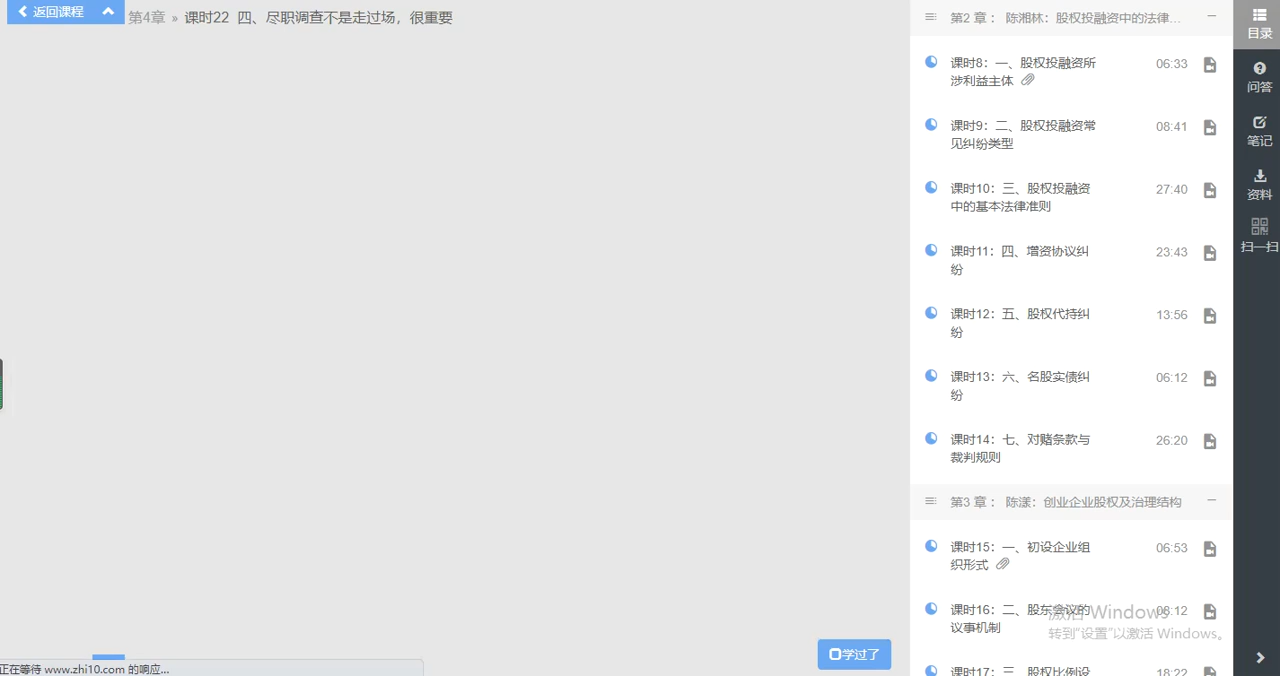 返回课程
第4章 » 课时22 四、尽职调查不是走过场，很重要
第2 章： 陈湘林：股权投融资中的法律...
课时8：一、股权投融资所
涉利益主体
06:33
课时9：二、股权投融资常
见纠纷类型
08:41
课时10：三、股权投融资
中的基本法律准则
27:40
课时11：四、增资协议纠
纷
23:43
课时12：五、股权代持纠
纷
13:56
课时13：六、名股实债纠
纷
06:12
课时14：七、对赌条款与
裁判规则
26:20
第3 章： 陈漾：创业企业股权及治理结构
课时15：一、初设企业组
织形式
06:53
课时16：二、股东会议的
议事机制
06:12
课时17：三、股权比例设
18:22
目录
问答
笔记
资料
扫一扫
激活 Windows
转到"设置"以激活 Windows。
学过了
正在等待 www.zhi10.com 的响应...